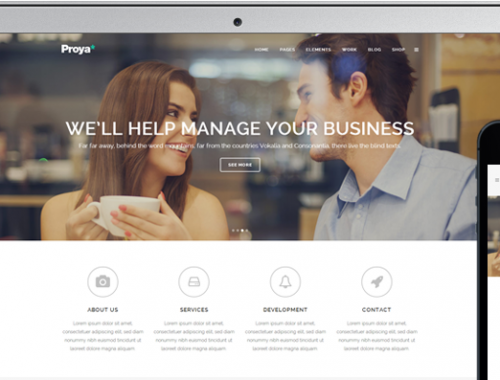 Proya
HOME PAGES ELEMENTS WORK BLOG SHOP
WE'LL HELP MANAGE YOUR BUSINESS
Far far away, behind the word mountains, far from the countries Vokalia and Consonantia, there live the blind texts.
SEE MORE
ABOUT US SERVICES DEVELOPMENT CONTACT
Lorem ipsum dolor sit amet, Lorem ipsum dolor sit amet, Lorem ipsum dolor sit amet, Lorem ipsum dolor sit amet,
consectetuer adipiscing elit, sed diam consectetuer adipiscing elit, sed diam consectetuer adipiscing elit, sed diam consectetuer adipiscing elit, sed diam
nonummy nibh euismod tincidunt ut nonummy nibh euismod tincidunt ut nonummy nibh euismod tincidunt ut nonummy nibh euismod tincidunt ut
laoreet dolore magna aliquam. laoreet dolore magna aliquam. laoreet dolore magna aliquam. laoreet dolore magna aliquam.